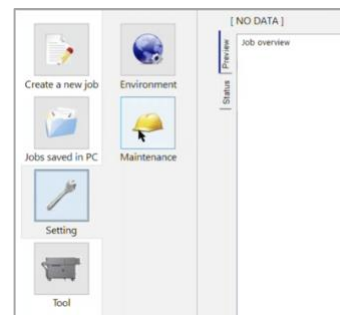 [ NO DATA ]
Create a new job
Environment
Preview
Job overview
Jobs saved in PC
Maintenance
Status
Setting
Tool